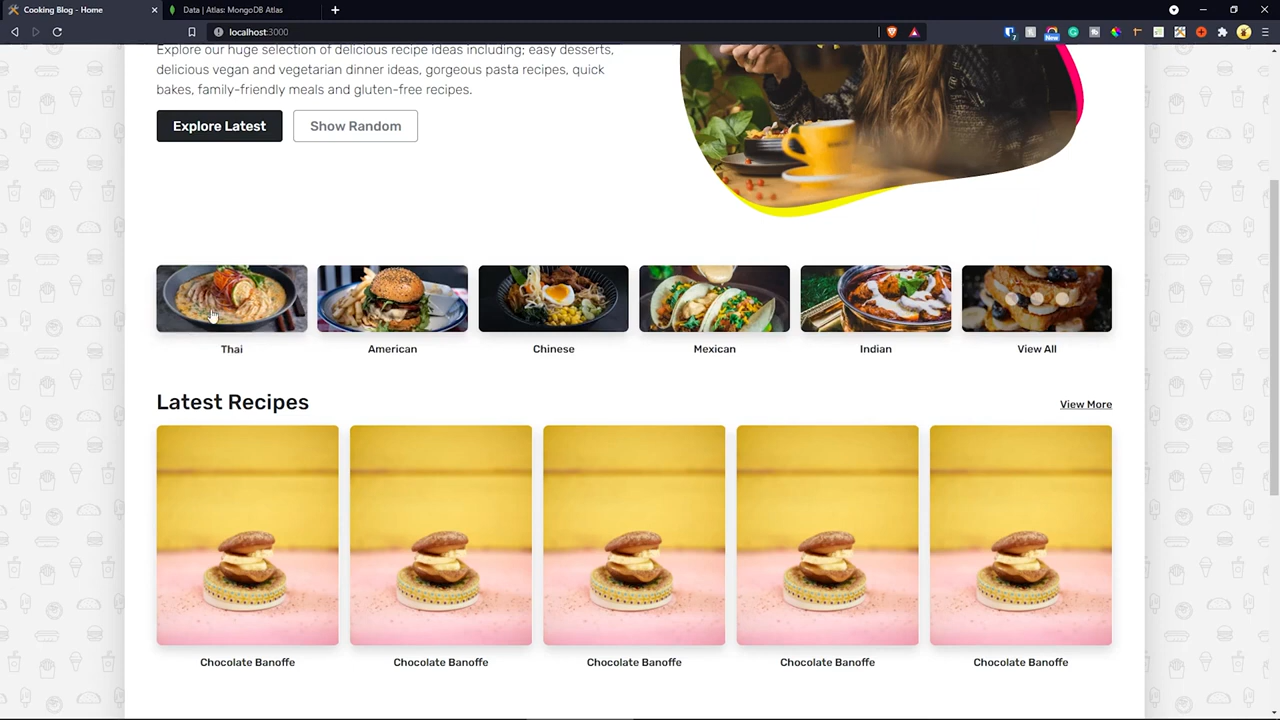 Cooking Blog - Home
Data | Atlas: MongoDB Atlas
localhost:3000
Explore our huge selection of delicious recipe ideas including; easy desserts,
delicious vegan and vegetarian dinner ideas, gorgeous pasta recipes, quick
bakes, family-friendly meals and gluten-free recipes.
Explore Latest
Show Random
Thai
American
Chinese
Mexican
Indian
View All
Latest Recipes
View More
Chocolate Banoffe
Chocolate Banoffe
Chocolate Banoffe
Chocolate Banoffe
Chocolate Banoffe